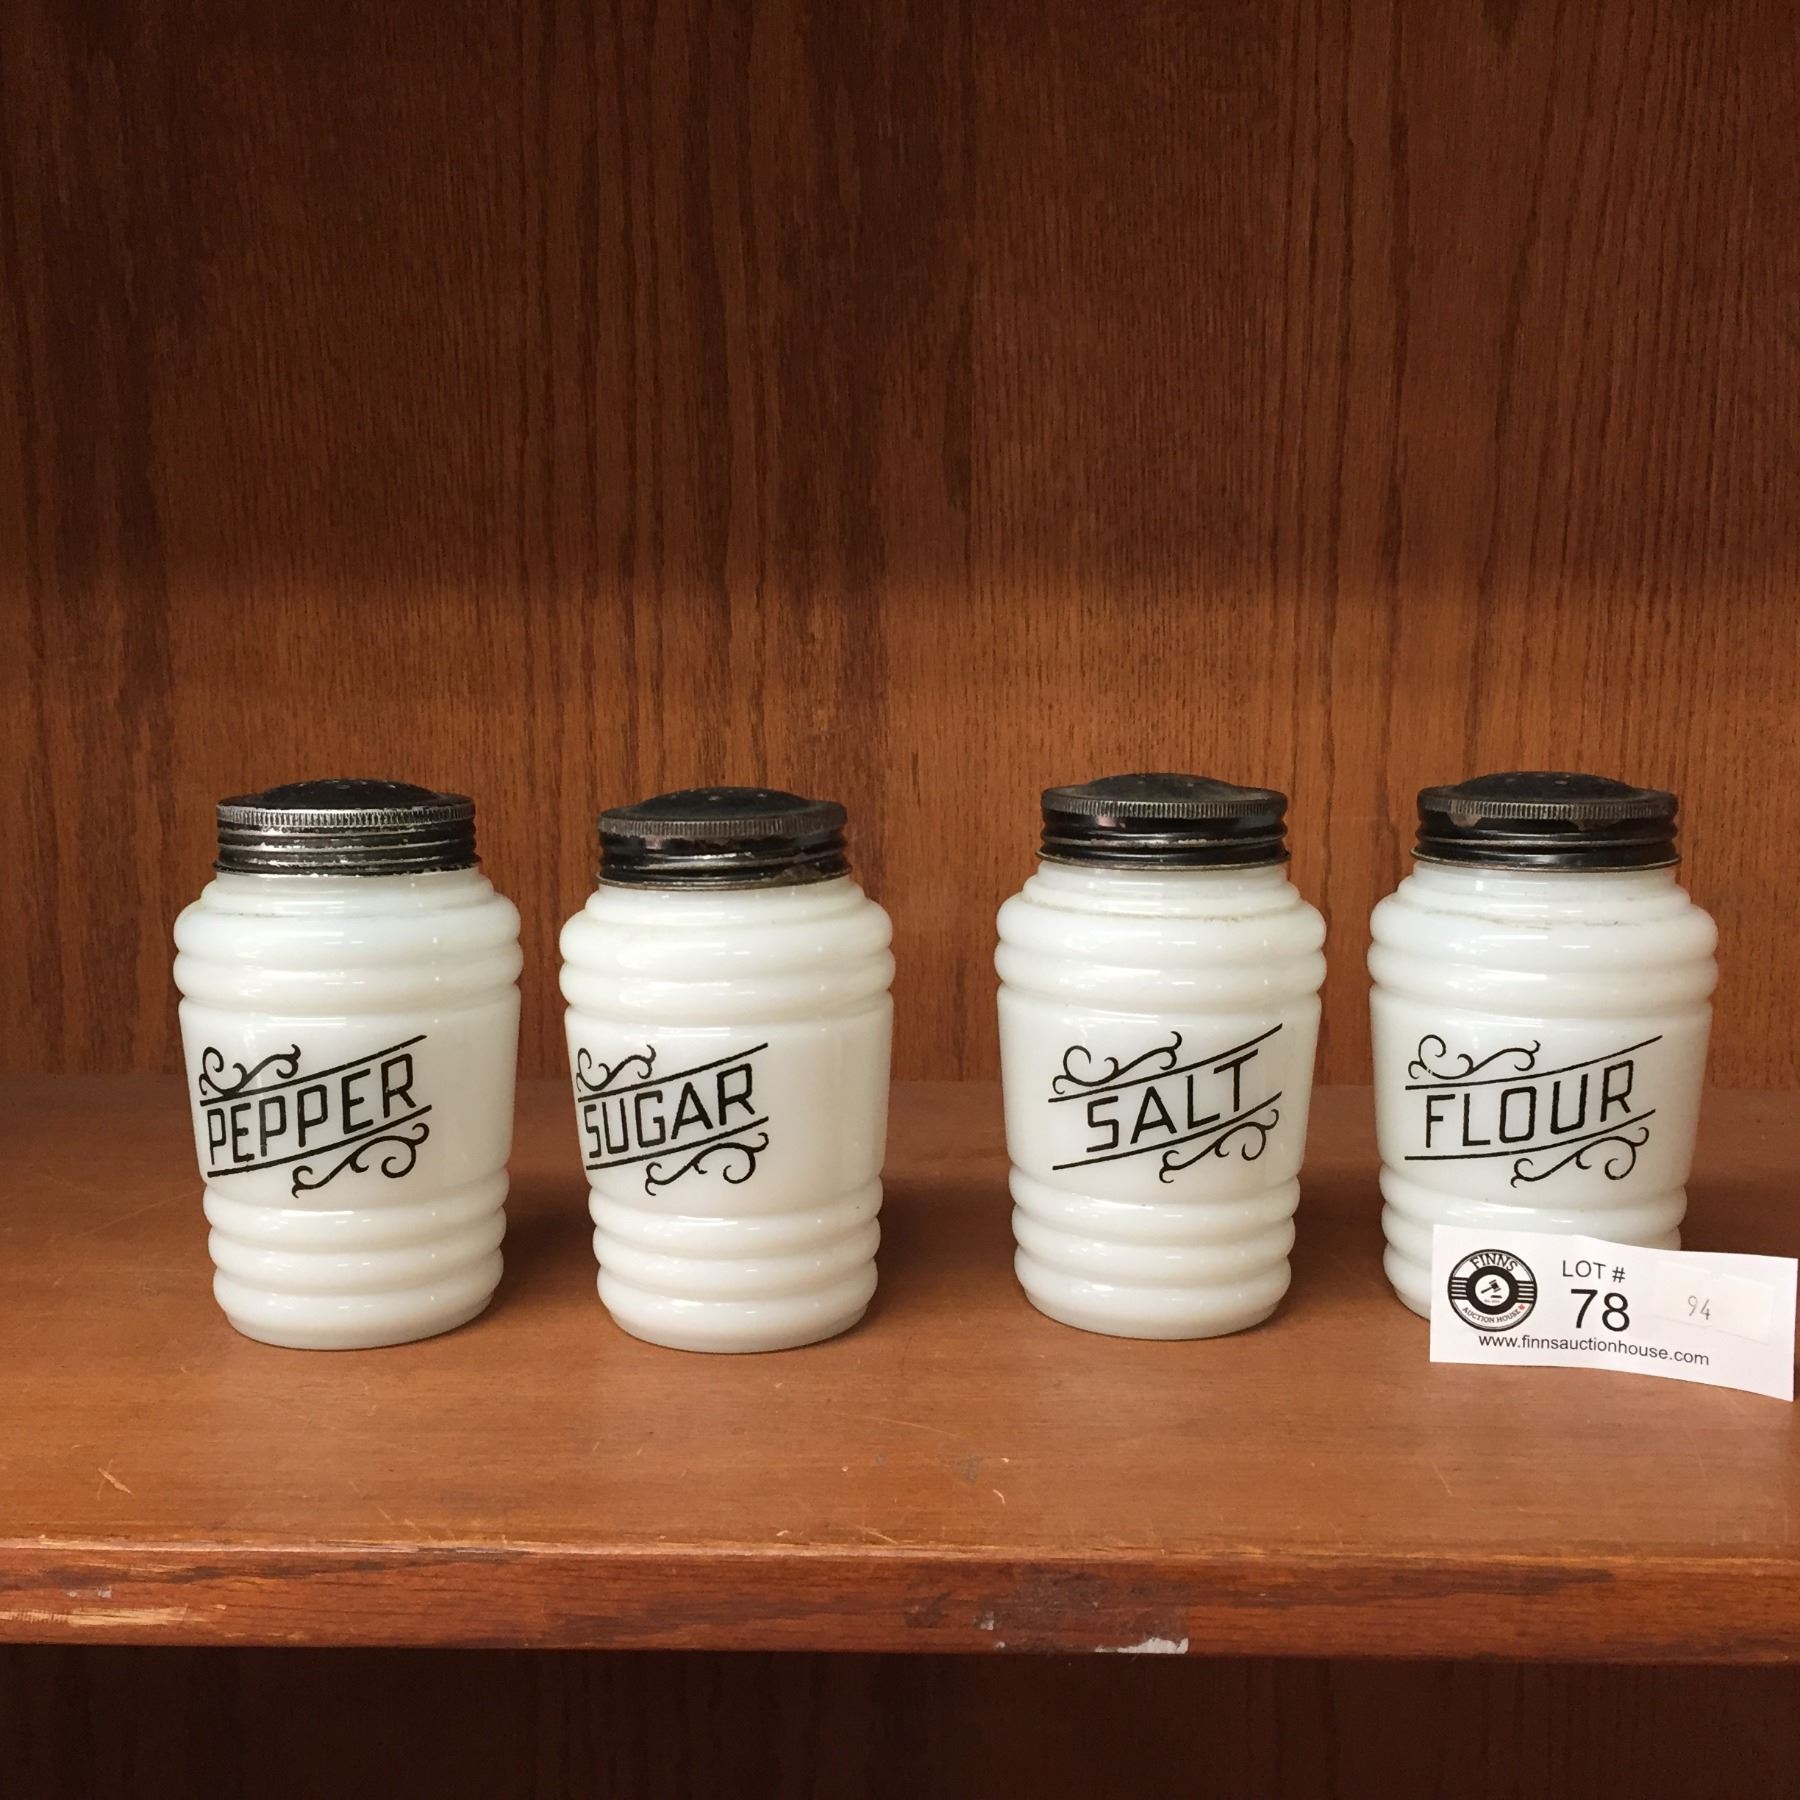 PEPPER
SUGAR
SALT
FLOUR
FINNS
AUCTION HOUSE
LOT #
78
94
www.finnsauctionhouse.com